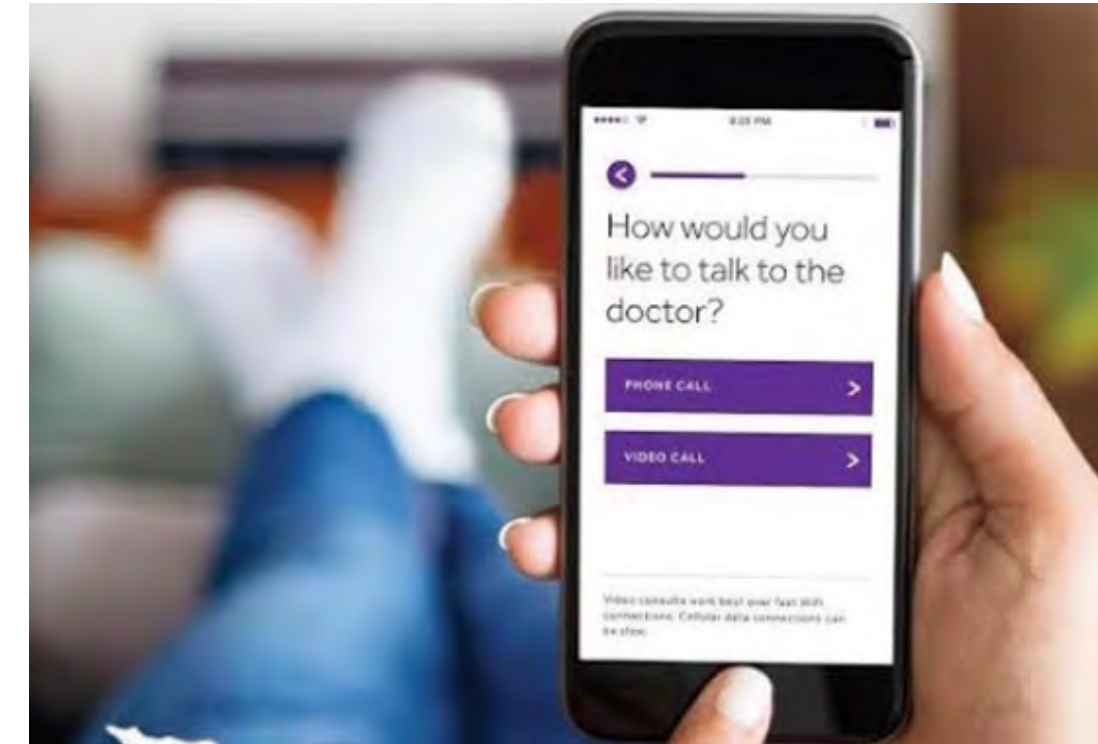 How would you
like to talk to the
doctor?
PHONE CALL
VIDEO CALL
Video consults work best over fast WiFi
connections. Cellular data connections can
be slow.